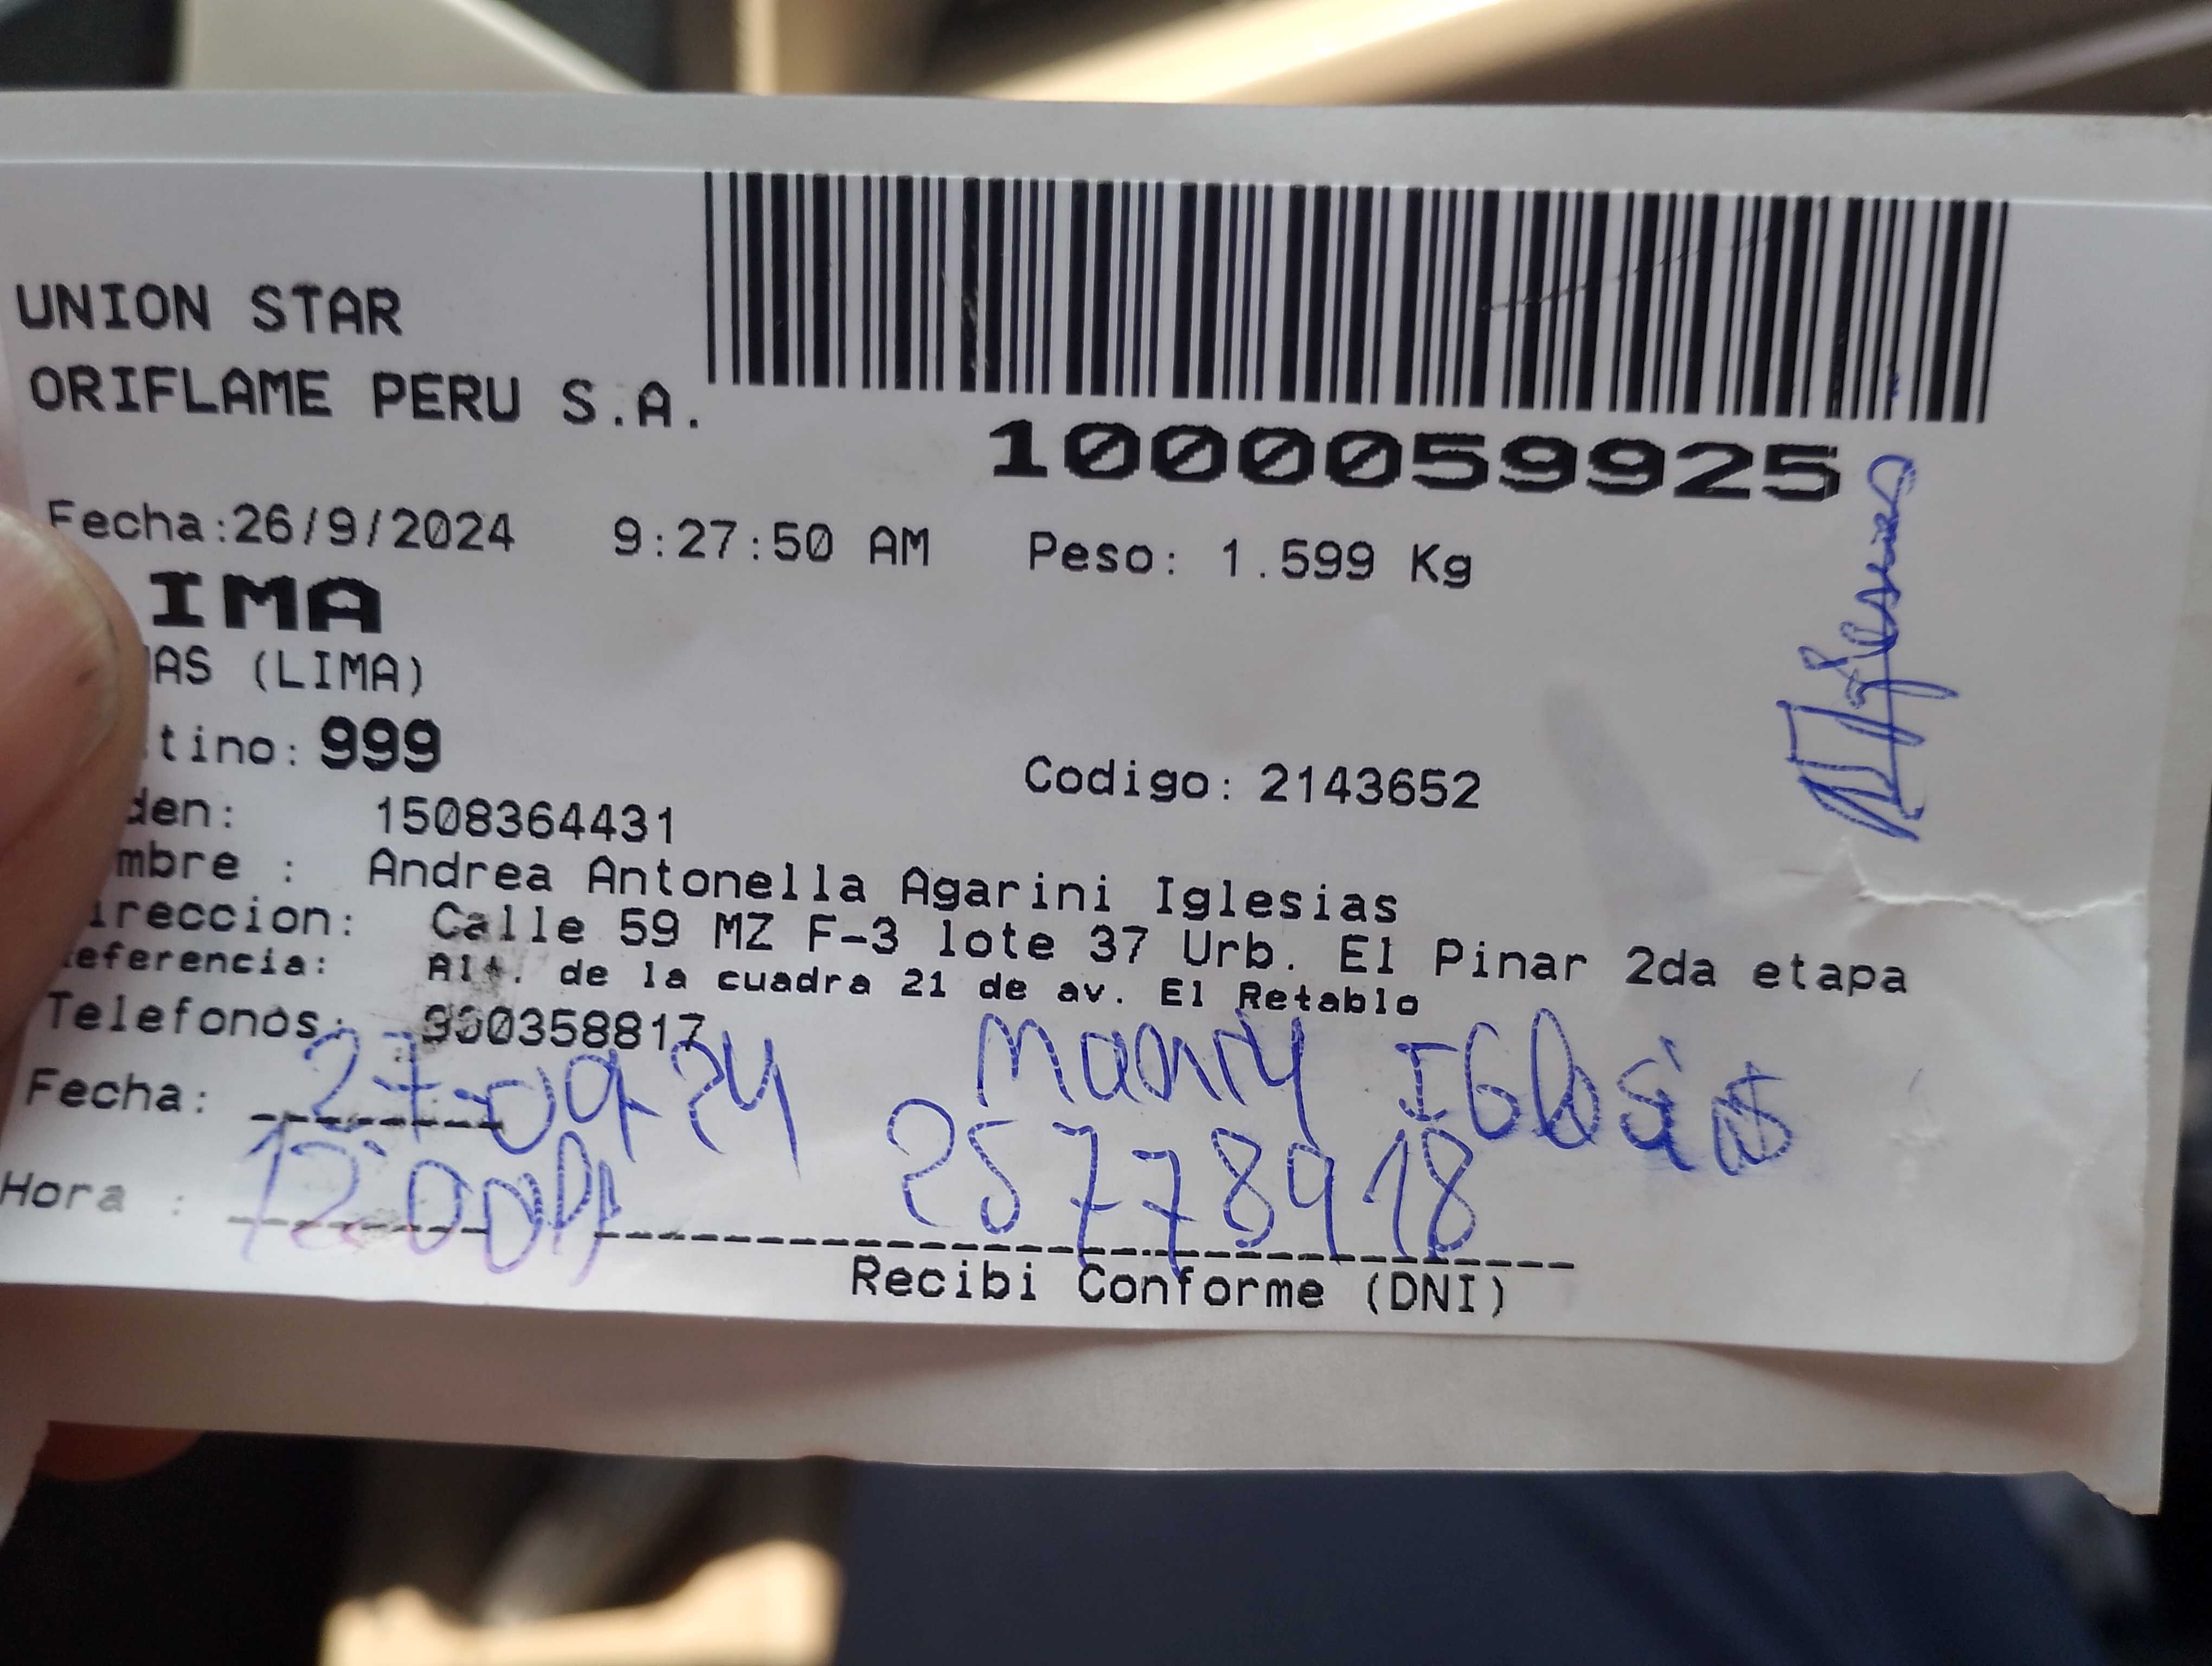 UNION STAR
ORIFLAME PERU S.A.
1000059925
Fecha:26/9/2024 9:27:50 AM Peso: 1.599 Kg
IMA
AS (LIMA)
tino: 999
Codigo: 2143652
den: 1508364431
mbre : Andrea Antonella Agarini Iglesias
ireccion: Calle 59 MZ F-3 lote 37 Urb. El Pinar 2da etapa
eferencia: Alt. de la cuadra 21 de av. El Retablo
Telefonos:
Fecha: 27-09-24 IGlesias
Hora : 12:00 25778918
Recibi Conforme (DNI)